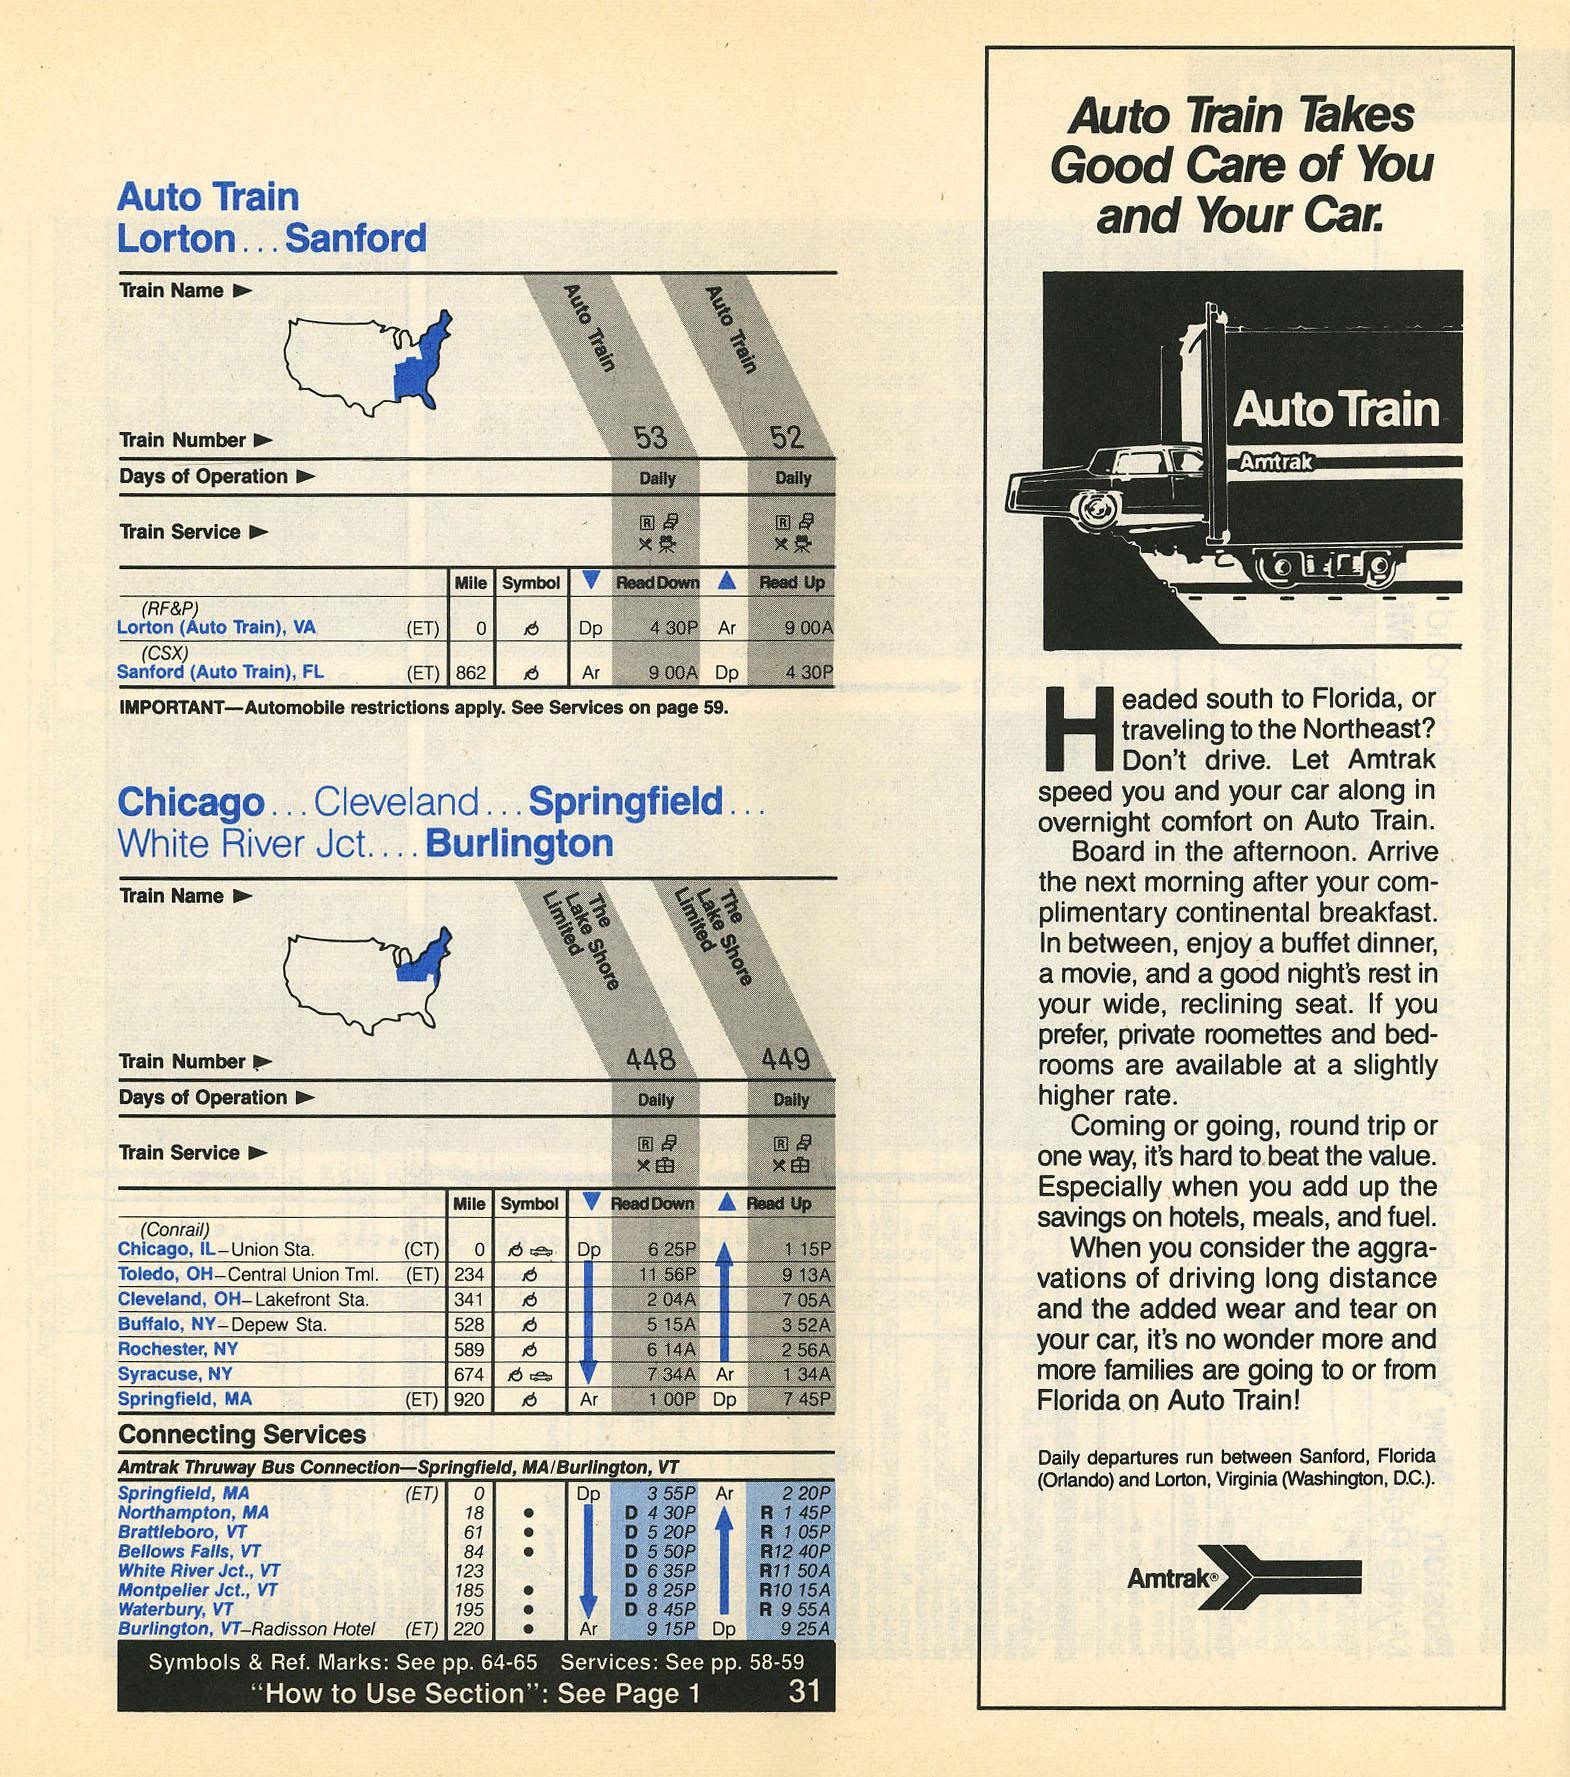 Auto Train
Lorton...Sanford
Train Name ►
Auto Train
Auto Train
Train Number ► 53 52
Days of Operation ► Daily Daily
Train Service ► R R
Mile Symbol ▼ Read Down ▲ Read Up
(RF&P)
Lorton (Auto Train), VA (ET) 0 Dp 4 30P Ar 9 00A
(CSX)
Sanford (Auto Train), FL (ET) 862 Ar 9 00A Dp 4 30P
IMPORTANT—Automobile restrictions apply. See Services on page 59.
Chicago...Cleveland...Springfield...
White River Jct....Burlington
Train Name ►
The
Lake Shore
Limited
The
Lake Shore
Limited
Train Number ► 448 449
Days of Operation ► Daily Daily
Train Service ► R R
Mile Symbol ▼ Read Down ▲ Read Up
(Conrail)
Chicago, IL–Union Sta. (CT) 0 Dp 6 25P 1 15P
Toledo, OH–Central Union Tml. (ET) 234 11 56P 9 13A
Cleveland, OH–Lakefront Sta. 341 2 04A 7 05A
Buffalo, NY–Depew Sta. 528 5 15A 3 52A
Rochester, NY 589 6 14A 2 56A
Syracuse, NY 674 7 34A Ar 1 34A
Springfield, MA (ET) 920 Ar 1 00P Dp 7 45P
Connecting Services
Amtrak Thruway Bus Connection—Springfield, MA/Burlington, VT
Springfield, MA (ET) 0 Dp 3 55P Ar 2 20P
Northampton, MA 18 ● D 4 30P R 1 45P
Brattleboro, VT 61 ● D 5 20P R 1 05P
Bellows Falls, VT 84 ● D 5 50P R12 40P
White River Jct., VT 123 D 6 35P R11 50A
Montpelier Jct., VT 185 ● D 8 25P R10 15A
Waterbury, VT 195 ● D 8 45P R 9 55A
Burlington, VT–Radisson Hotel (ET) 220 ● Ar 9 15P Dp 9 25A
Symbols & Ref. Marks: See pp. 64-65 Services: See pp. 58-59
"How to Use Section": See Page 1 31
Auto Train Takes
Good Care of You
and Your Car.
Auto Train
Amtrak
Headed south to Florida, or
traveling to the Northeast?
Don't drive. Let Amtrak
speed you and your car along in
overnight comfort on Auto Train.
Board in the afternoon. Arrive
the next morning after your com-
plimentary continental breakfast.
In between, enjoy a buffet dinner,
a movie, and a good night's rest in
your wide, reclining seat. If you
prefer, private roomettes and bed-
rooms are available at a slightly
higher rate.
Coming or going, round trip or
one way, it's hard to beat the value.
Especially when you add up the
savings on hotels, meals, and fuel.
When you consider the aggra-
vations of driving long distance
and the added wear and tear on
your car, it's no wonder more and
more families are going to or from
Florida on Auto Train!
Daily departures run between Sanford, Florida
(Orlando) and Lorton, Virginia (Washington, D.C.).
Amtrak®